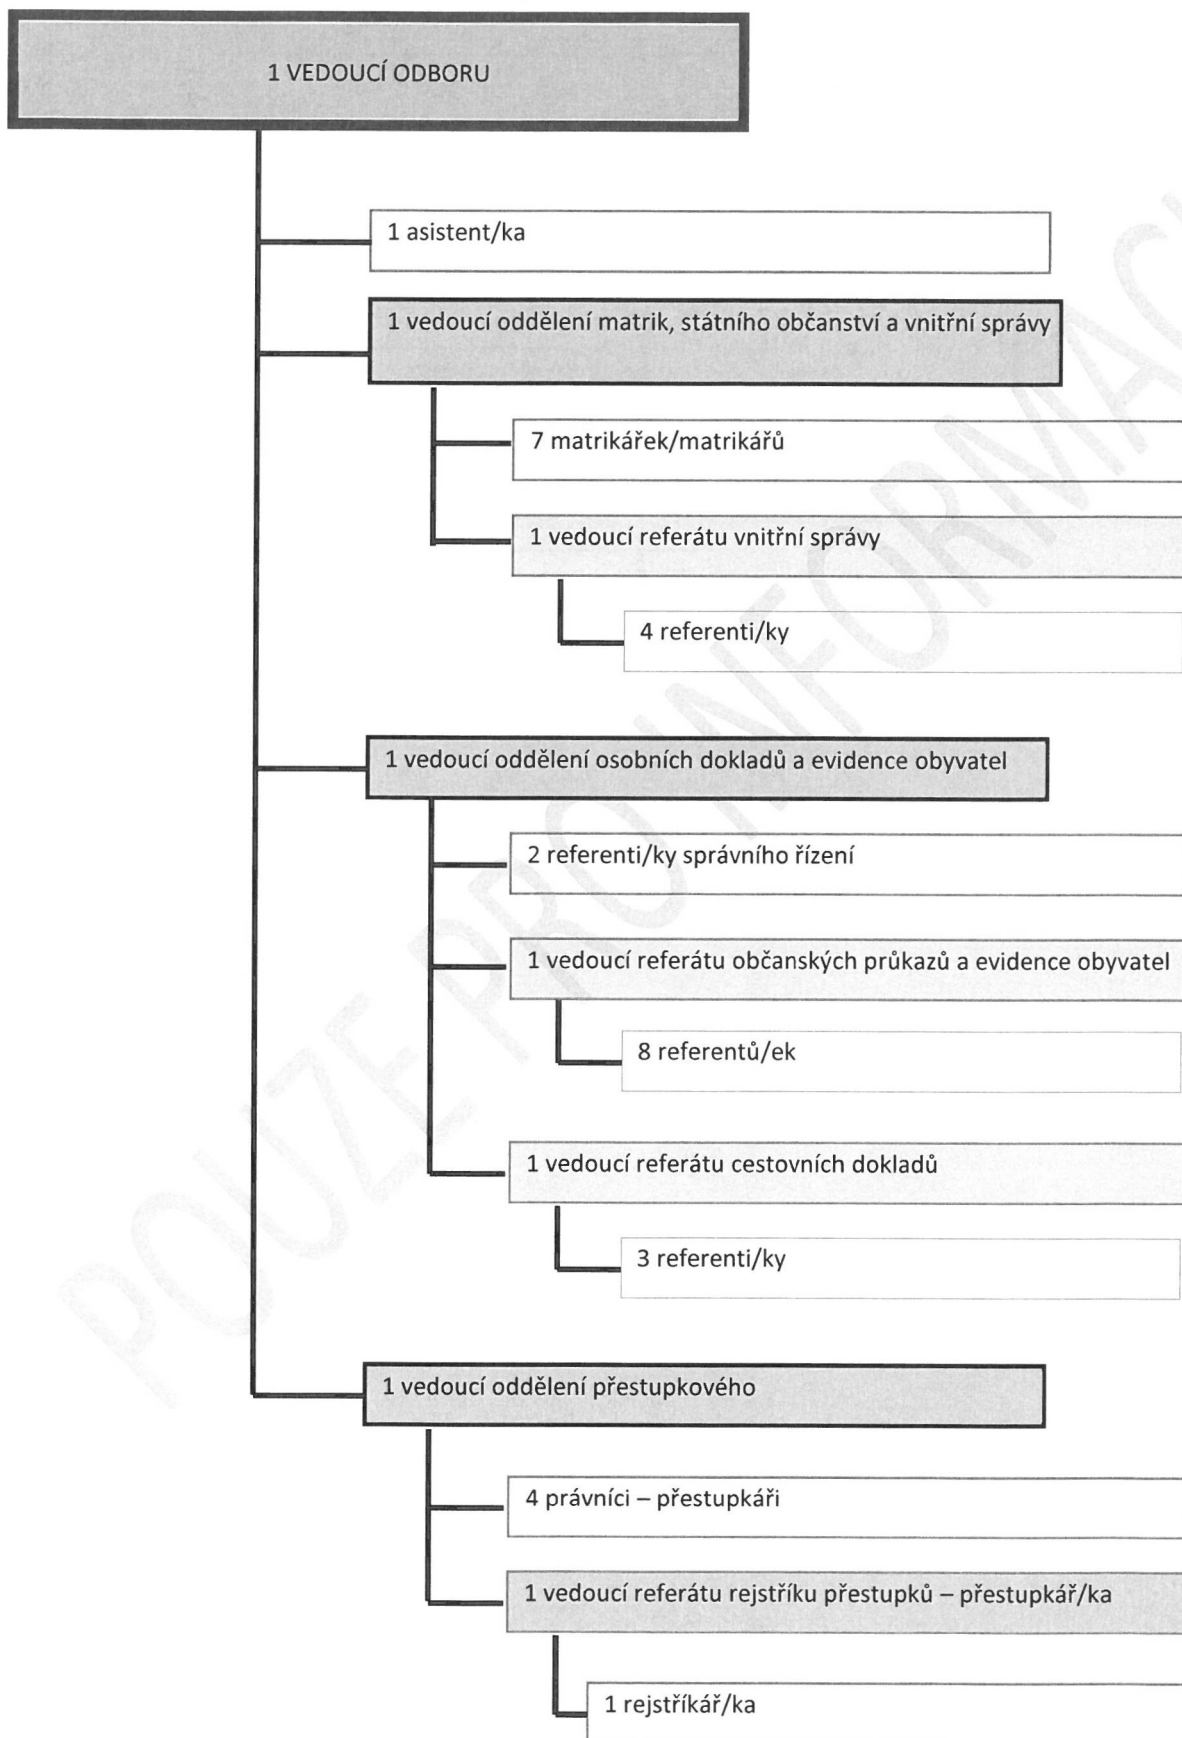 1 VEDOUCÍ ODBORU
1 asistent/ka
1 vedoucí oddělení matrik, státního občanství a vnitřní správy
7 matrikářek/matrikářů
1 vedoucí referátu vnitřní správy
4 referenti/ky
1 vedoucí oddělení osobních dokladů a evidence obyvatel
2 referenti/ky správního řízení
1 vedoucí referátu občanských průkazů a evidence obyvatel
8 referentů/ek
1 vedoucí referátu cestovních dokladů
3 referenti/ky
1 vedoucí oddělení přestupkového
4 právníci – přestupkáři
1 vedoucí referátu rejstříku přestupků – přestupkář/ka
1 rejstříkář/ka
POUZE PRO INFORMAC